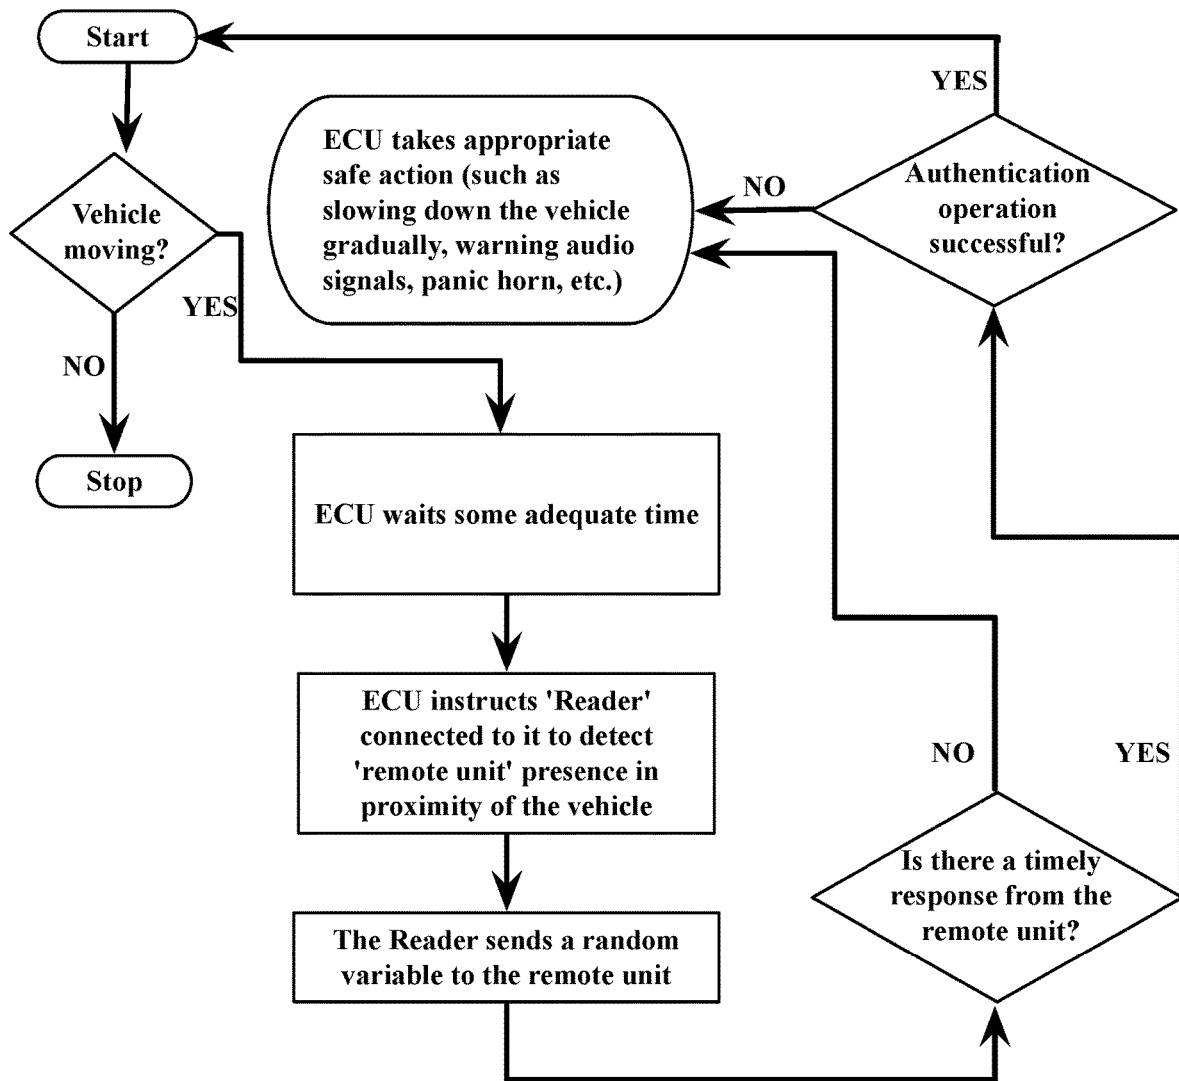 Start
YES
ECU takes appropriate
safe action (such as
slowing down the vehicle
gradually, warning audio
signals, panic horn, etc.)
NO
Authentication
operation
successful?
Vehicle
moving?
YES
NO
Stop
ECU waits some adequate time
ECU instructs 'Reader'
connected to it to detect
'remote unit' presence in
proximity of the vehicle
NO
YES
Is there a timely
response from the
remote unit?
The Reader sends a random
variable to the remote unit